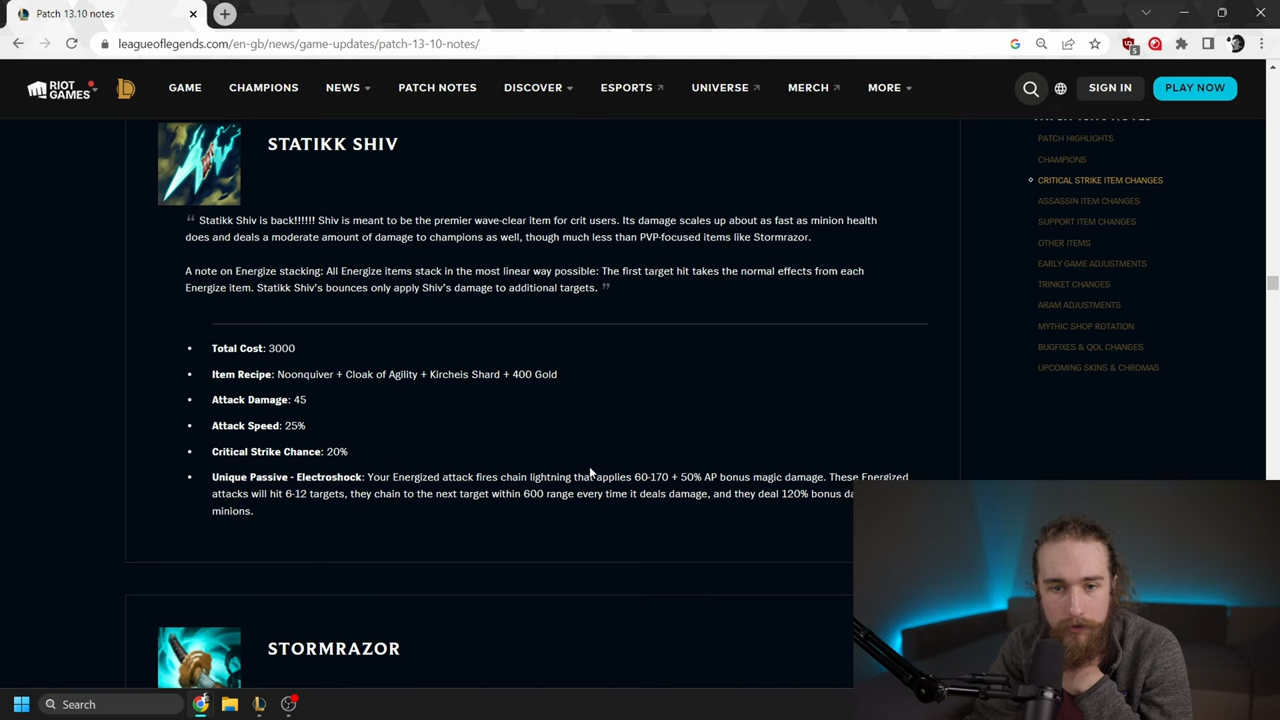 Patch 13.10 notes
leagueoflegends.com/en-gb/news/game-updates/patch-13-10-notes/
5
RIOT GAMES
GAME
CHAMPIONS
NEWS
PATCH NOTES
DISCOVER
ESPORTS
UNIVERSE
MERCH
MORE
SIGN IN
PLAY NOW
STATIKK SHIV
“ Statikk Shiv is back!!!!!! Shiv is meant to be the premier wave-clear item for crit users. Its damage scales up about as fast as minion health
does and deals a moderate amount of damage to champions as well, though much less than PVP-focused items like Stormrazor.
A note on Energize stacking: All Energize items stack in the most linear way possible: The first target hit takes the normal effects from each
Energize item. Statikk Shiv's bounces only apply Shiv's damage to additional targets. ”
• Total Cost: 3000
• Item Recipe: Noonquiver + Cloak of Agility + Kircheis Shard + 400 Gold
• Attack Damage: 45
• Attack Speed: 25%
• Critical Strike Chance: 20%
• Unique Passive - Electroshock: Your Energized attack fires chain lightning that applies 60-170 + 50% AP bonus magic damage. These Energized
attacks will hit 6-12 targets, they chain to the next target within 600 range every time it deals damage, and they deal 120% bonus
minions.
STORMRAZOR
PATCH HIGHLIGHTS
CHAMPIONS
CRITICAL STRIKE ITEM CHANGES
ASSASSIN ITEM CHANGES
SUPPORT ITEM CHANGES
OTHER ITEMS
EARLY GAME ADJUSTMENTS
TRINKET CHANGES
ARAM ADJUSTMENTS
MYTHIC SHOP ROTATION
BUGFIXES & QOL CHANGES
UPCOMING SKINS & CHROMAS
Search